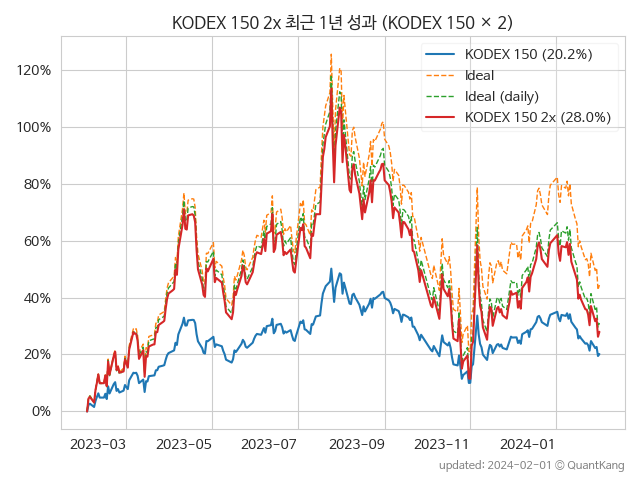 KODEX 150 2x 최근 1년 성과 (KODEX 150 × 2)
KODEX 150 (20.2%)
Ideal
Ideal (daily)
KODEX 150 2x (28.0%)
120%
100%
80%
60%
40%
20%
0%
2023-03 2023-05 2023-07 2023-09 2023-11 2024-01
updated: 2024-02-01 © QuantKang